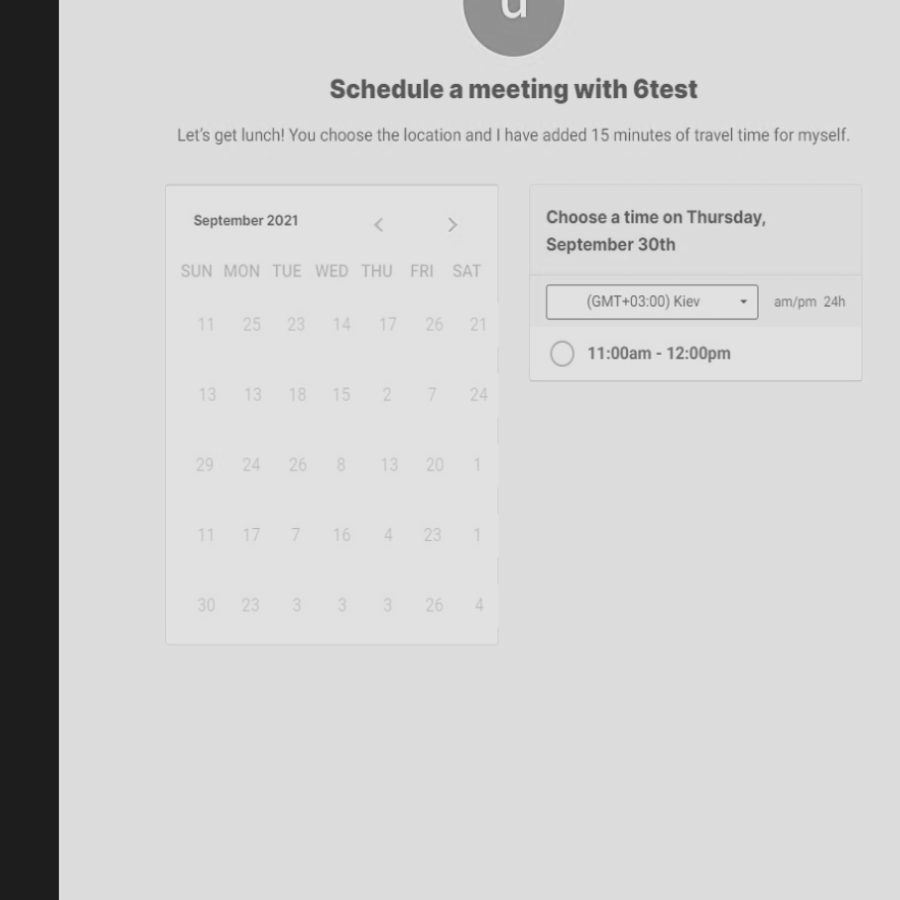 u
Schedule a meeting with 6test
Let's get lunch! You choose the location and I have added 15 minutes of travel time for myself.
September 2021
SUN MON TUE WED THU FRI SAT
11 25 23 14 17 26 21
13 13 18 15 2 7 24
29 24 26 8 13 20 1
11 17 7 16 4 23 1
30 23 3 3 3 26 4
Choose a time on Thursday,
September 30th
(GMT+03:00) Kiev am/pm 24h
11:00am - 12:00pm